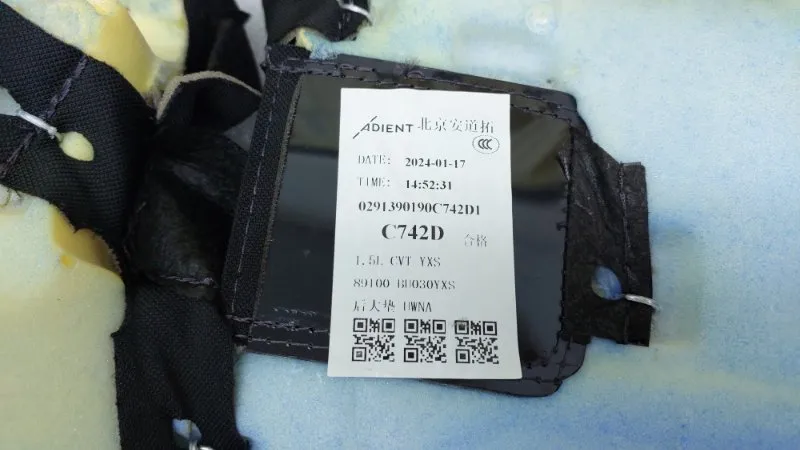 ADIENT 北京安道拓
CCC
DATE: 2024-01-17
TIME: 14:52:31
0291390190C742D1
C742D 合格
1.5L CVT YXS
89100 BU030YXS
后大垫 UWNA